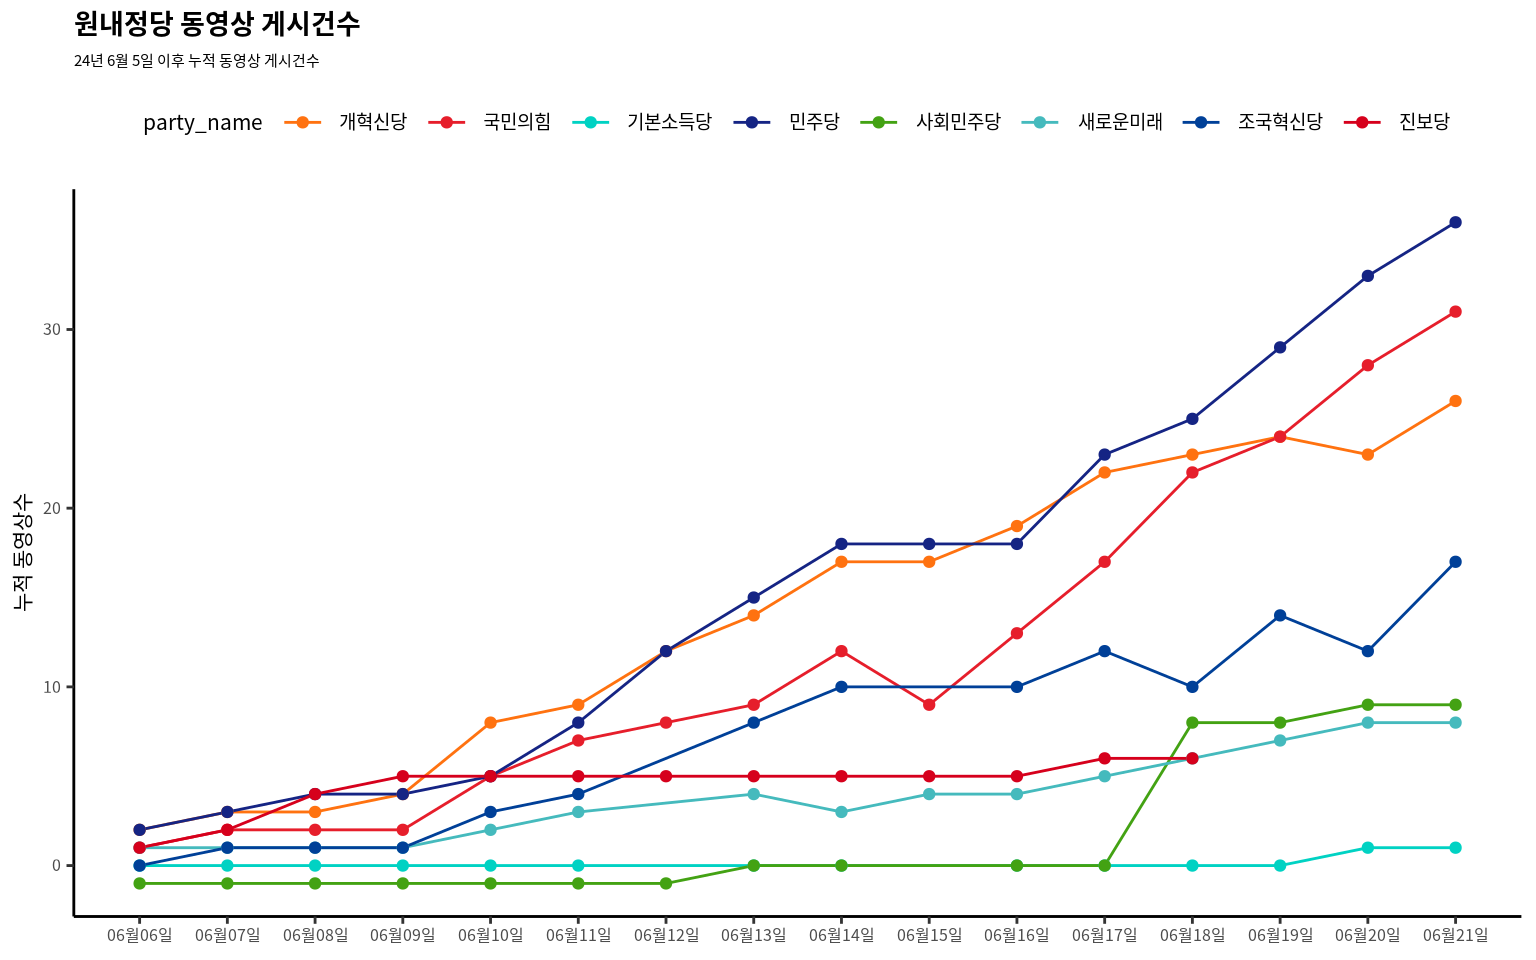 원내정당 동영상 게시건수
24년 6월 5일 이후 누적 동영상 게시건수
party_name 개혁신당 국민의힘 기본소득당 민주당 사회민주당 새로운미래 조국혁신당 진보당
누적 동영상수
30
20
10
0
06월06일 06월07일 06월08일 06월09일 06월10일 06월11일 06월12일 06월13일 06월14일 06월15일 06월16일 06월17일 06월18일 06월19일 06월20일 06월21일